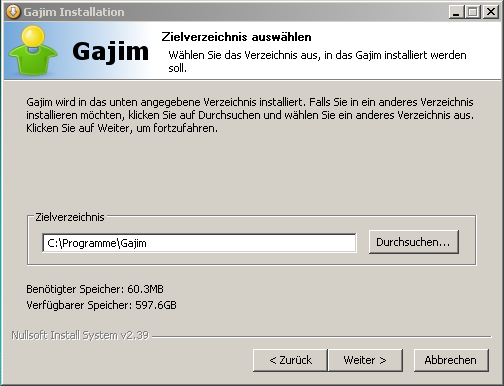 Gajim Installation
Gajim
Zielverzeichnis auswählen
Wählen Sie das Verzeichnis aus, in das Gajim installiert werden
soll.
Gajim wird in das unten angegebene Verzeichnis installiert. Falls Sie in ein anderes Verzeichnis
installieren möchten, klicken Sie auf Durchsuchen und wählen Sie ein anderes Verzeichnis aus.
Klicken Sie auf Weiter, um fortzufahren.
Zielverzeichnis
C:\Programme\Gajim
Durchsuchen...
Benötigter Speicher: 60.3MB
Verfügbarer Speicher: 597.6GB
Nullsoft Install System v2.39
< Zurück
Weiter >
Abbrechen